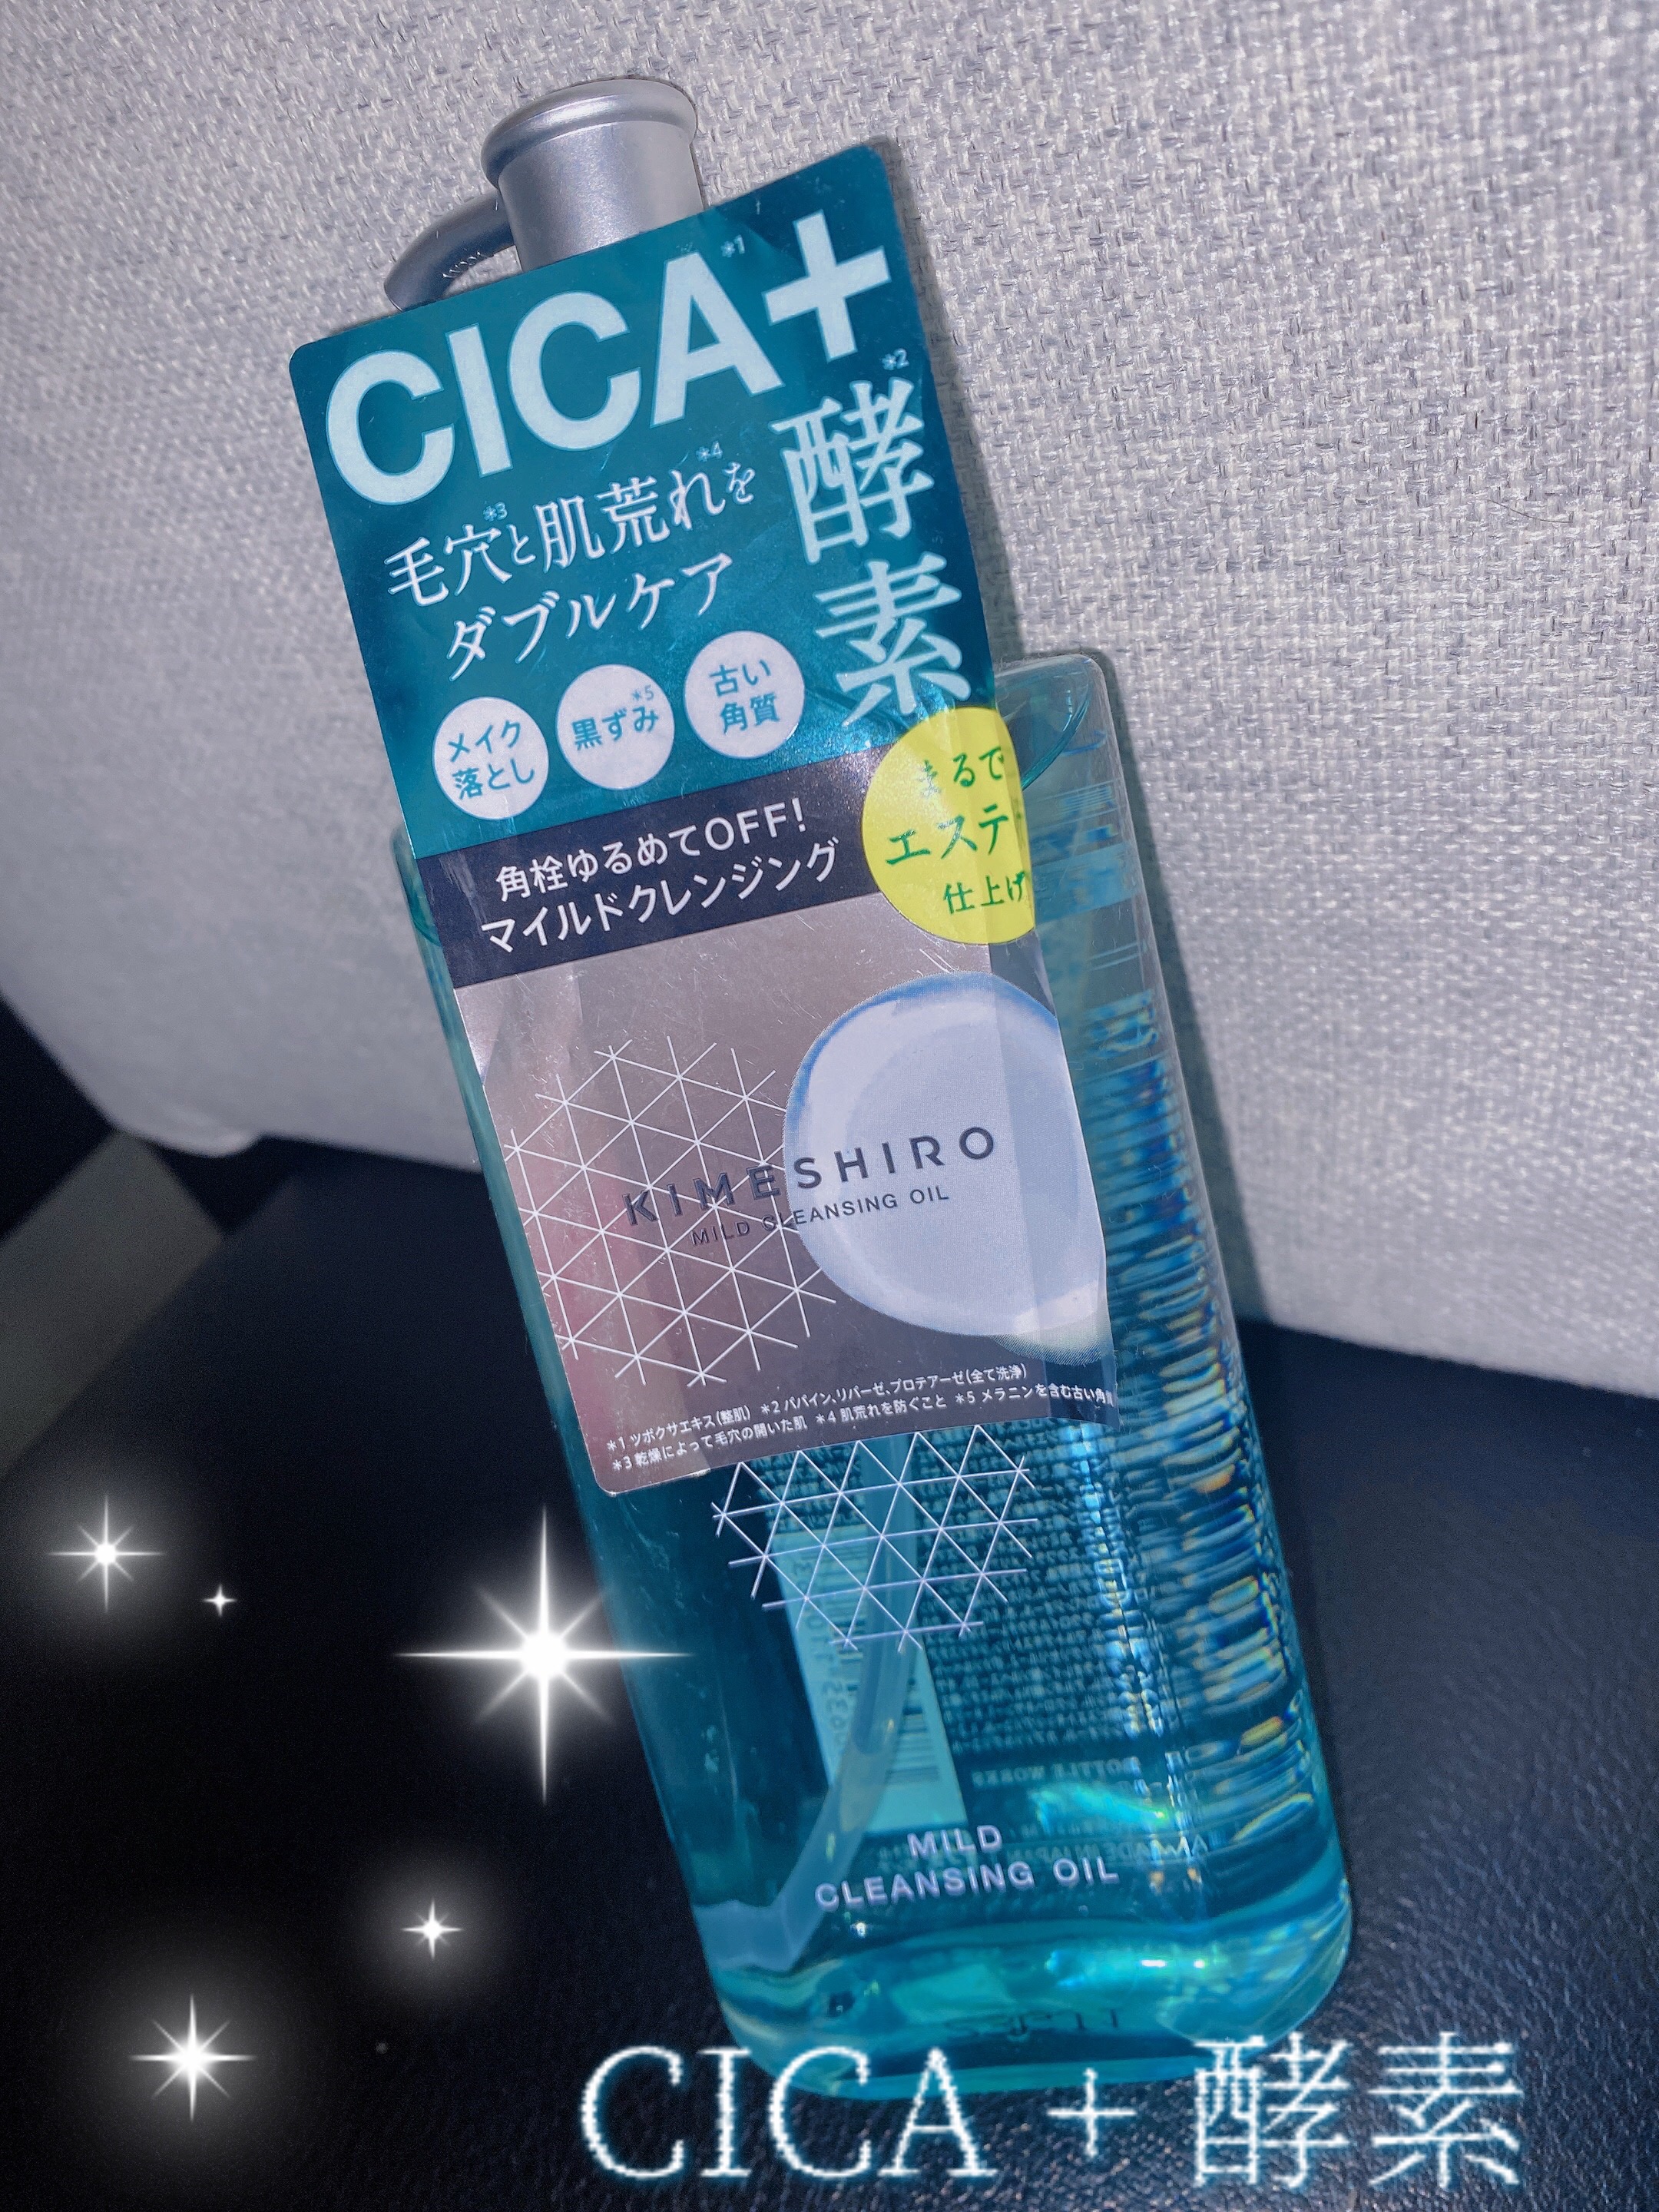 CICA*1+
酵素*2
毛穴*3と肌荒れ*4を
ダブルケア
メイク
落とし
黒ずみ*5
古い
角質
まるで
エステ
仕上げ
角栓ゆるめてOFF!
マイルドクレンジング
KIMESHIRO
MILD CLEANSING OIL
*1 ツボクサエキス(整肌) *2 パパイン、リパーゼ、プロテアーゼ(全て洗浄)
*3 乾燥によって毛穴の開いた肌 *4 肌荒れを防ぐこと *5 メラニンを含む古い角質
MILD
CLEANSING OIL
CICA + 酵素